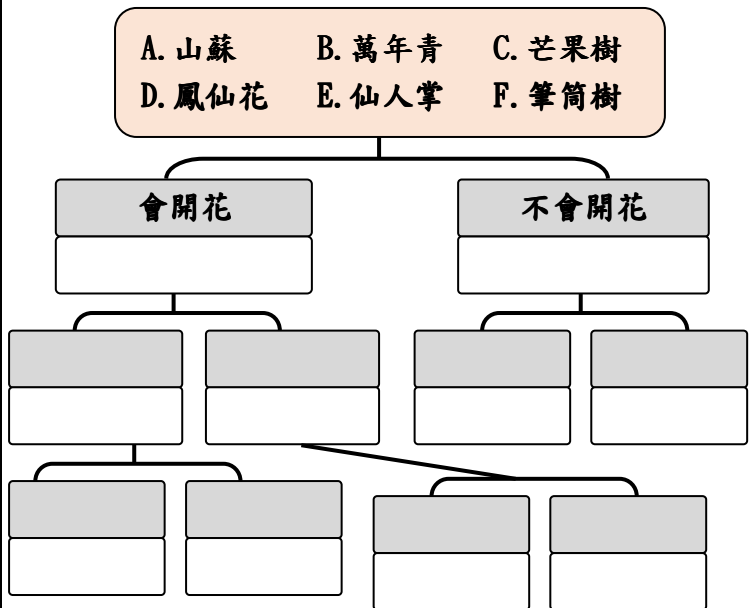 A. 山蘇 B. 萬年青 C. 芒果樹
D. 鳳仙花 E. 仙人掌 F. 筆筒樹
會開花 不會開花